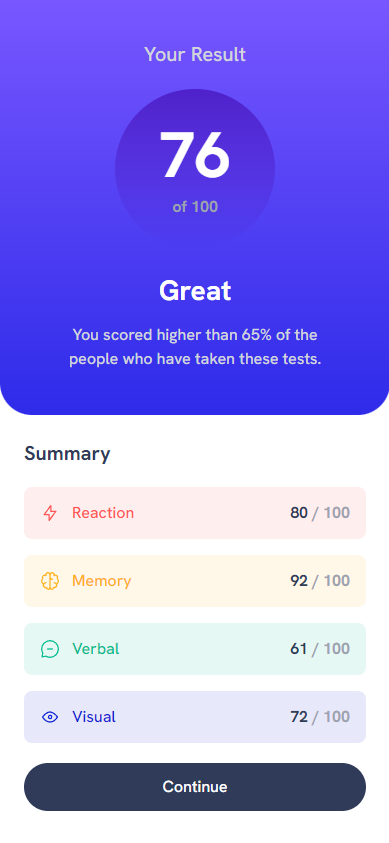 Your Result
76
of 100
Great
You scored higher than 65% of the
people who have taken these tests.
Summary
Reaction 80 / 100
Memory 92 / 100
Verbal 61 / 100
Visual 72 / 100
Continue